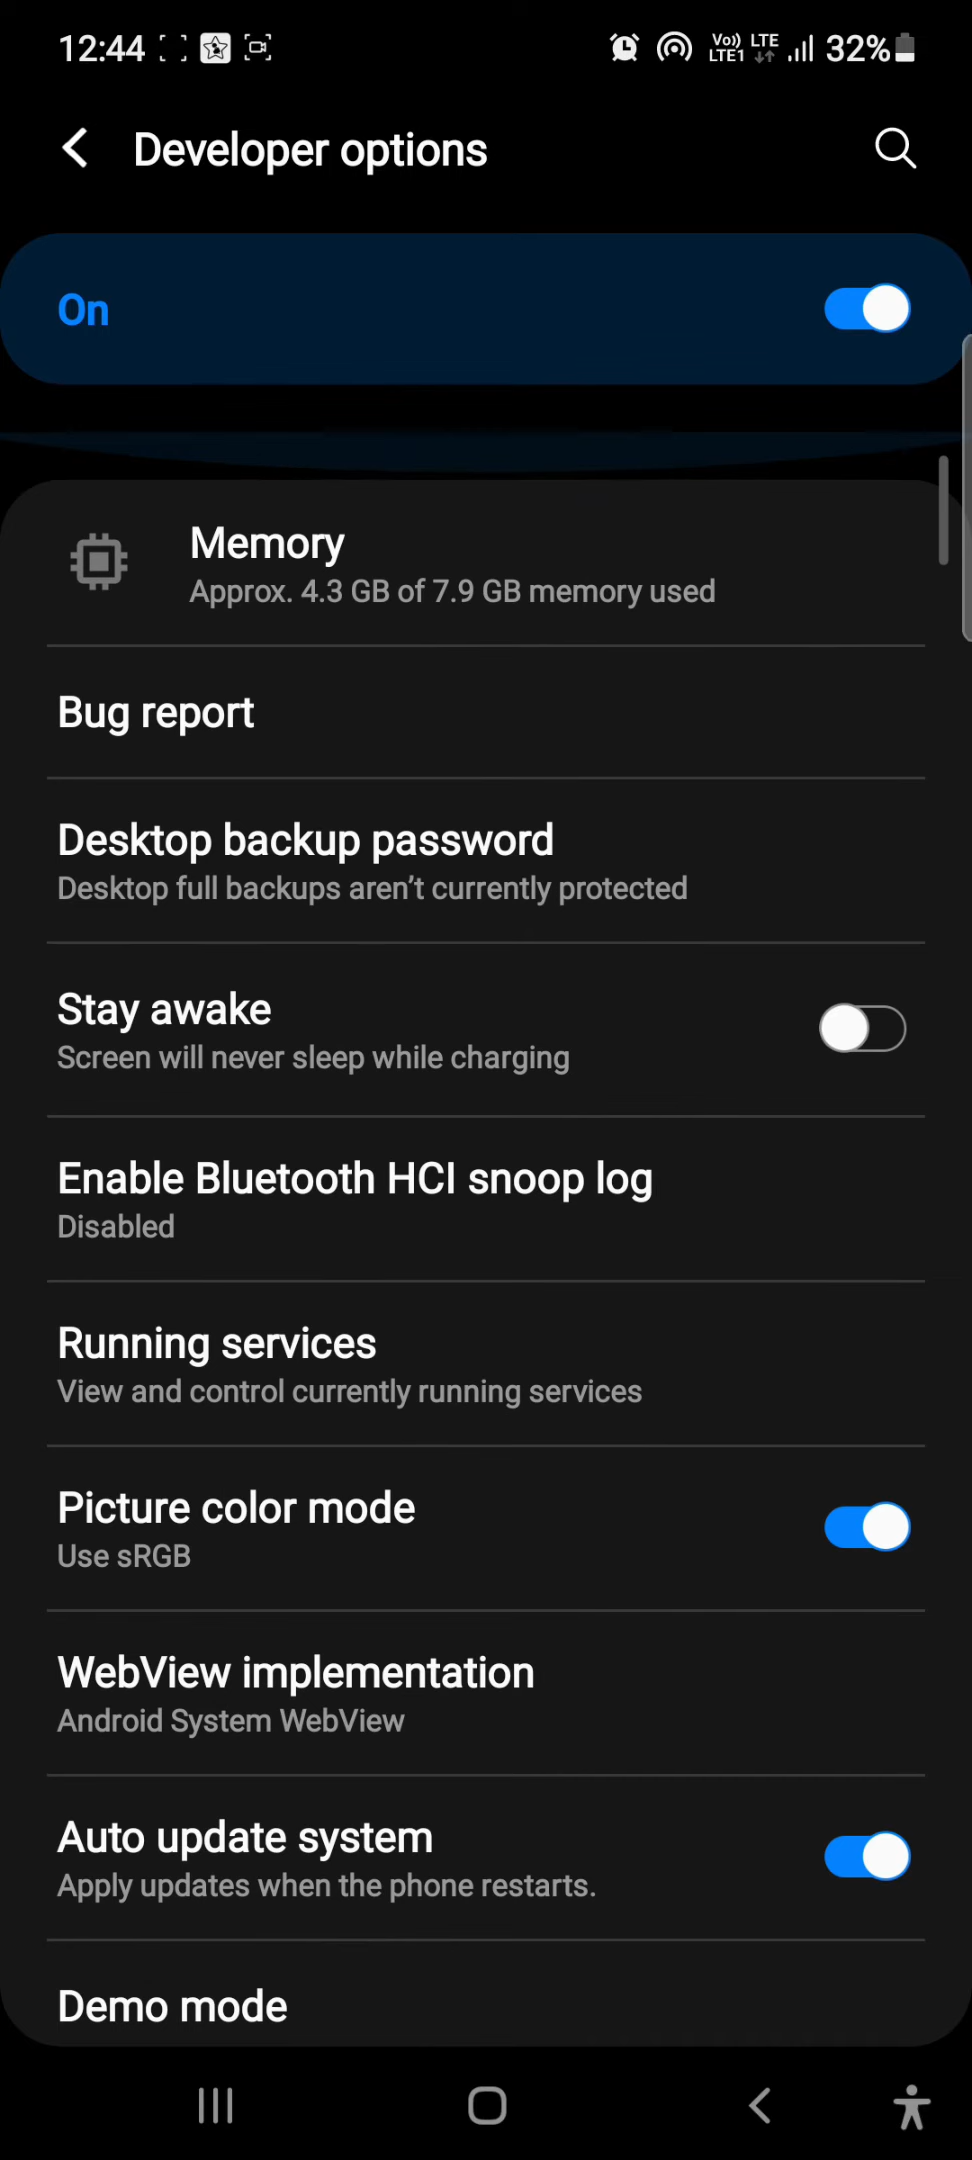 12:44 Vo)) LTE 32%
LTE1
Developer options
On
Memory
Approx. 4.3 GB of 7.9 GB memory used
Bug report
Desktop backup password
Desktop full backups aren’t currently protected
Stay awake
Screen will never sleep while charging
Enable Bluetooth HCI snoop log
Disabled
Running services
View and control currently running services
Picture color mode
Use sRGB
WebView implementation
Android System WebView
Auto update system
Apply updates when the phone restarts.
Demo mode